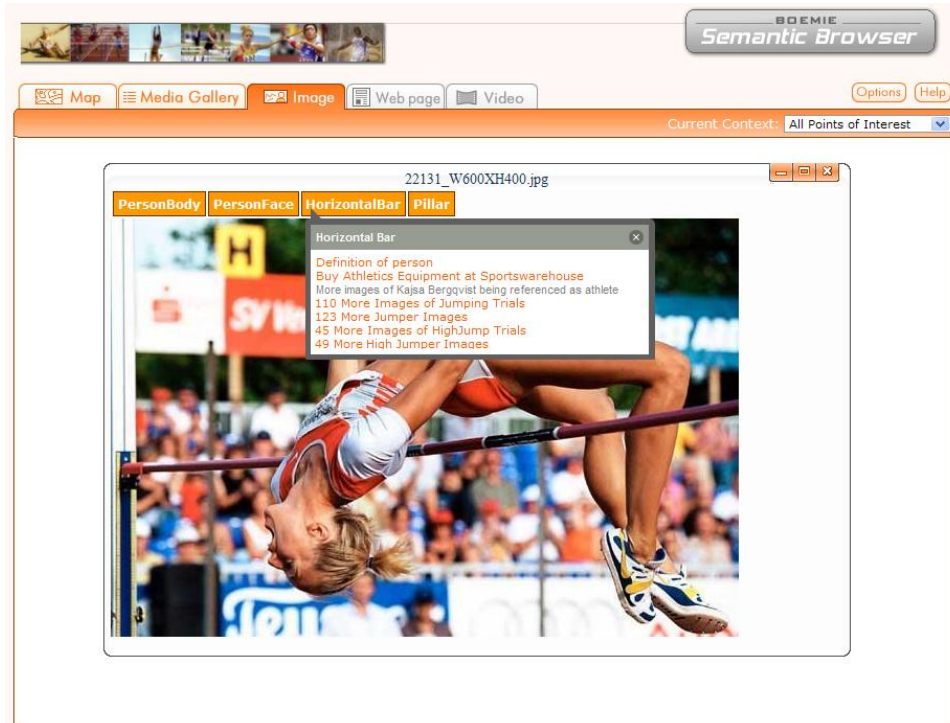 BOEMIE
Semantic Browser
Map
Media Gallery
Image
Web page
Video
Options
Help
Current Context: All Points of Interest
22131_W600XH400.jpg
PersonBody PersonFace HorizontalBar Pillar
Horizontal Bar
Definition of person
Buy Athletics Equipment at Sportswarehouse
More images of Kajsa Bergqvist being referenced as athlete
110 More Images of Jumping Trials
123 More Jumper Images
45 More Images of HighJump Trials
49 More High Jumper Images
H
SV